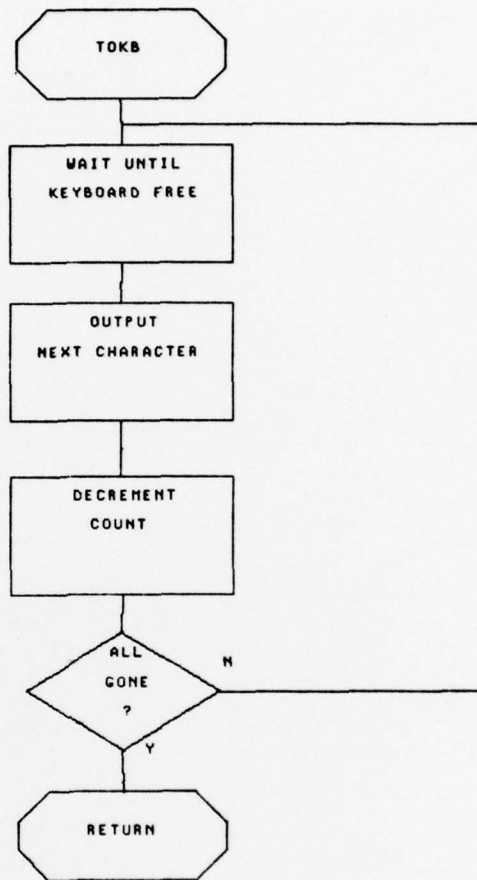 TOKB
WAIT UNTIL
KEYBOARD FREE
OUTPUT
NEXT CHARACTER
DECREMENT
COUNT
ALL
GONE
?
N
Y
RETURN